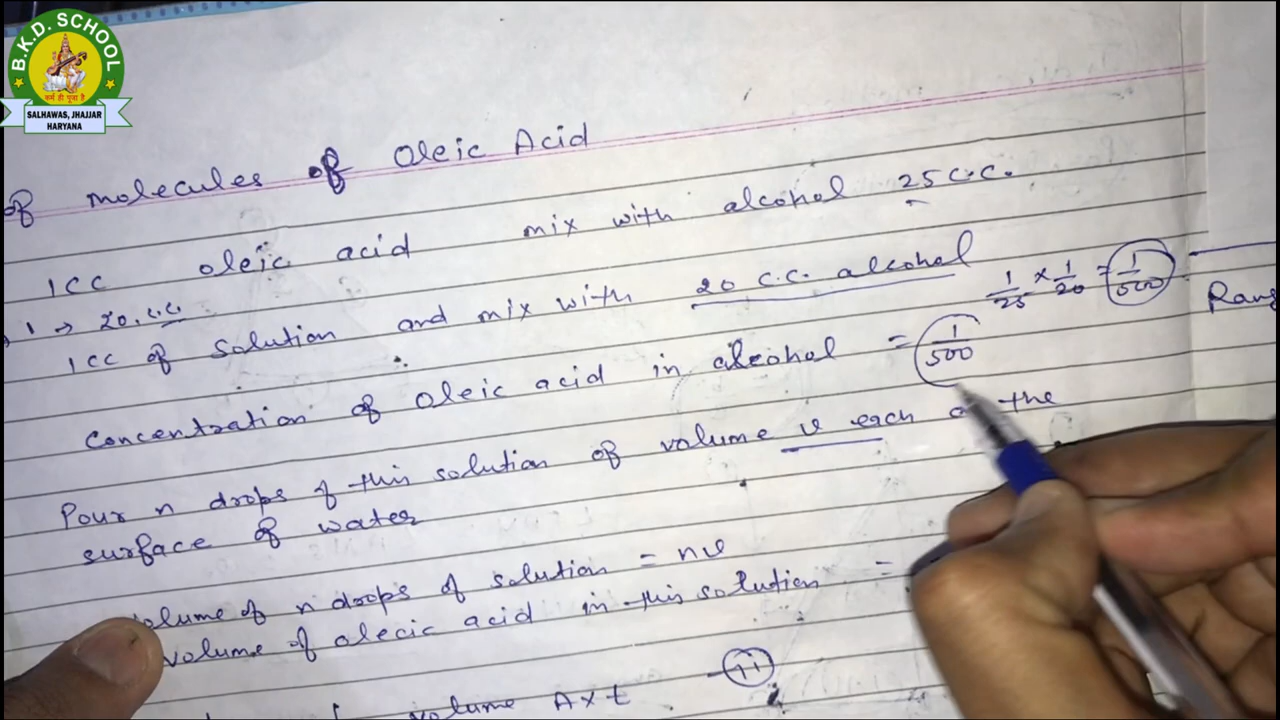 B.K.D. SCHOOL
कर्म ही पूजा है
SALHAWAS, JHAJJAR
HARYANA
of molecules of Oleic Acid
1CC oleic acid mix with alcohol 25 C.C.
1 → 20.c.c.
1CC of solution and mix with 20 C.C. alcohol
1/25 × 1/20 = 1/500
Concentration of oleic acid in alcohol = 1/500
Pour n drops of this solution of volume v each on the
surface of water
volume of n drops of solution = nv
volume of olecic acid in this solution =
volume A×t